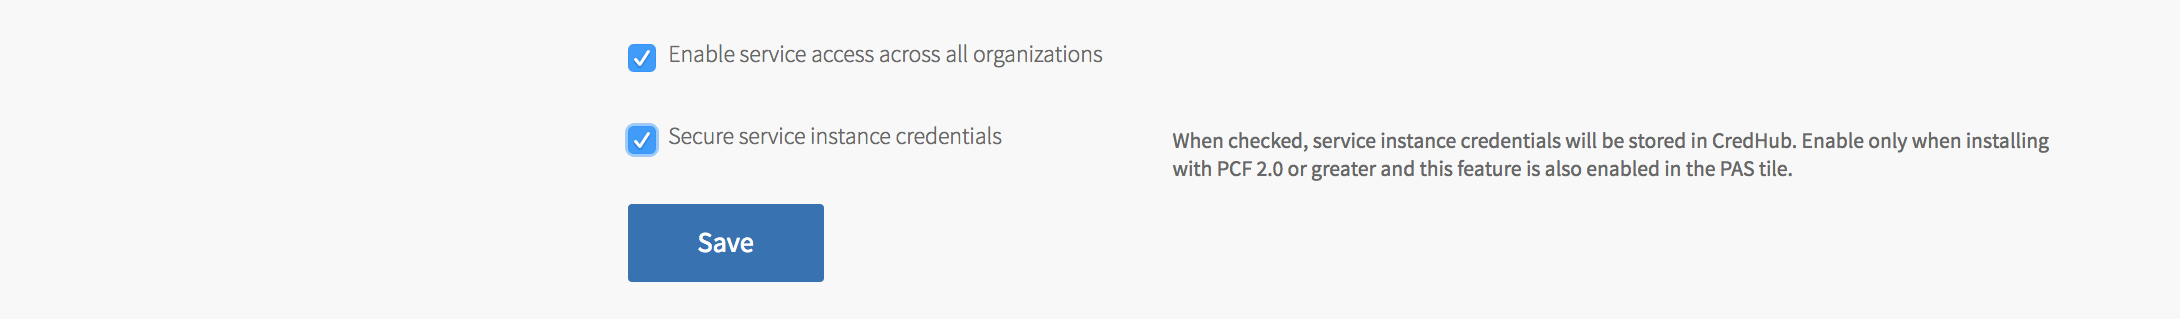 Enable service access across all organizations
Secure service instance credentials
When checked, service instance credentials will be stored in CredHub. Enable only when installing
with PCF 2.0 or greater and this feature is also enabled in the PAS tile.
Save